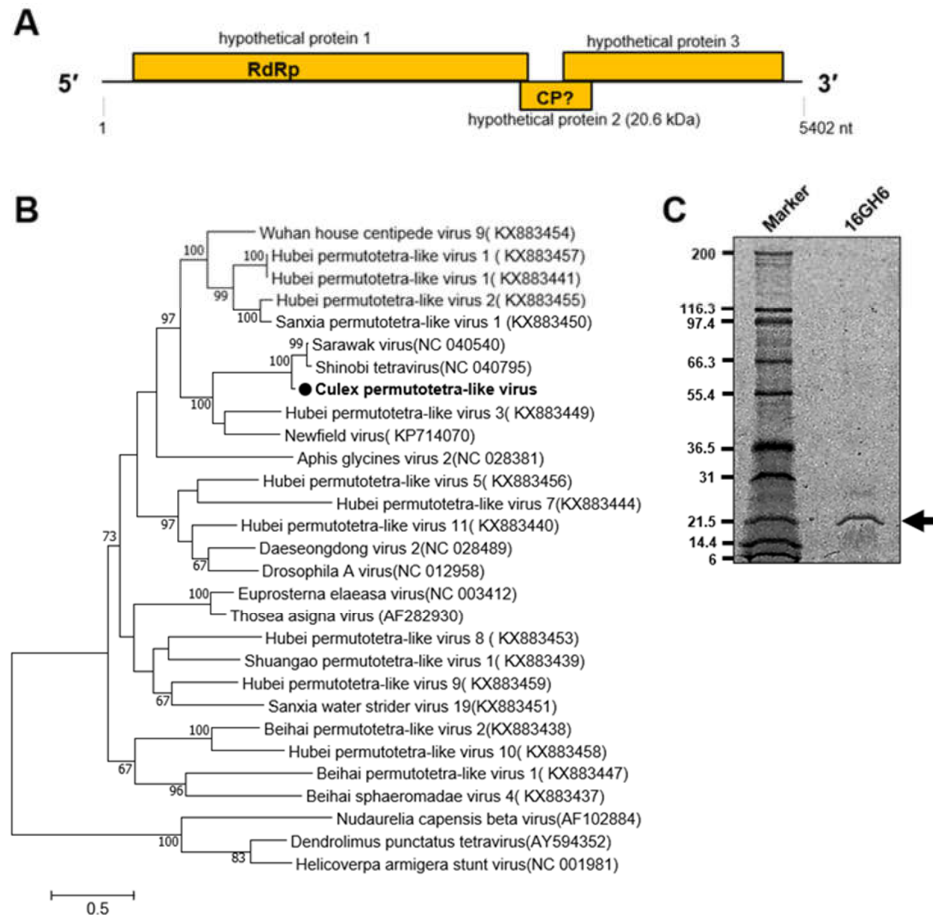 A
hypothetical protein 1
hypothetical protein 3
RdRp
5′
3′
CP?
hypothetical protein 2 (20.6 kDa)
1
5402 nt
B
Wuhan house centipede virus 9( KX883454)
100
Hubei permutotetra-like virus 1 ( KX883457)
100
Hubei permutotetra-like virus 1( KX883441)
99
Hubei permutotetra-like virus 2( KX883455)
100
Sanxia permutotetra-like virus 1 (KX883450)
97
99
Sarawak virus(NC 040540)
100
Shinobi tetravirus(NC 040795)
Culex permutotetra-like virus
100
Hubei permutotetra-like virus 3( KX883449)
Newfield virus( KP714070)
Aphis glycines virus 2(NC 028381)
Hubei permutotetra-like virus 5( KX883456)
Hubei permutotetra-like virus 7(KX883444)
97
Hubei permutotetra-like virus 11( KX883440)
73
Daeseongdong virus 2(NC 028489)
67
Drosophila A virus(NC 012958)
100
Euprosterna elaeasa virus(NC 003412)
Thosea asigna virus (AF282930)
Hubei permutotetra-like virus 8 ( KX883453)
Shuangao permutotetra-like virus 1( KX883439)
Hubei permutotetra-like virus 9( KX883459)
67
Sanxia water strider virus 19(KX883451)
Beihai permutotetra-like virus 2(KX883438)
100
Hubei permutotetra-like virus 10( KX883458)
67
Beihai permutotetra-like virus 1( KX883447)
96
Beihai sphaeromadae virus 4( KX883437)
Nudaurelia capensis beta virus(AF102884)
100
Dendrolimus punctatus tetravirus(AY594352)
83
Helicoverpa armigera stunt virus(NC 001981)
0.5
C
Marker
16GH6
200
116.3
97.4
66.3
55.4
36.5
31
21.5
14.4
6